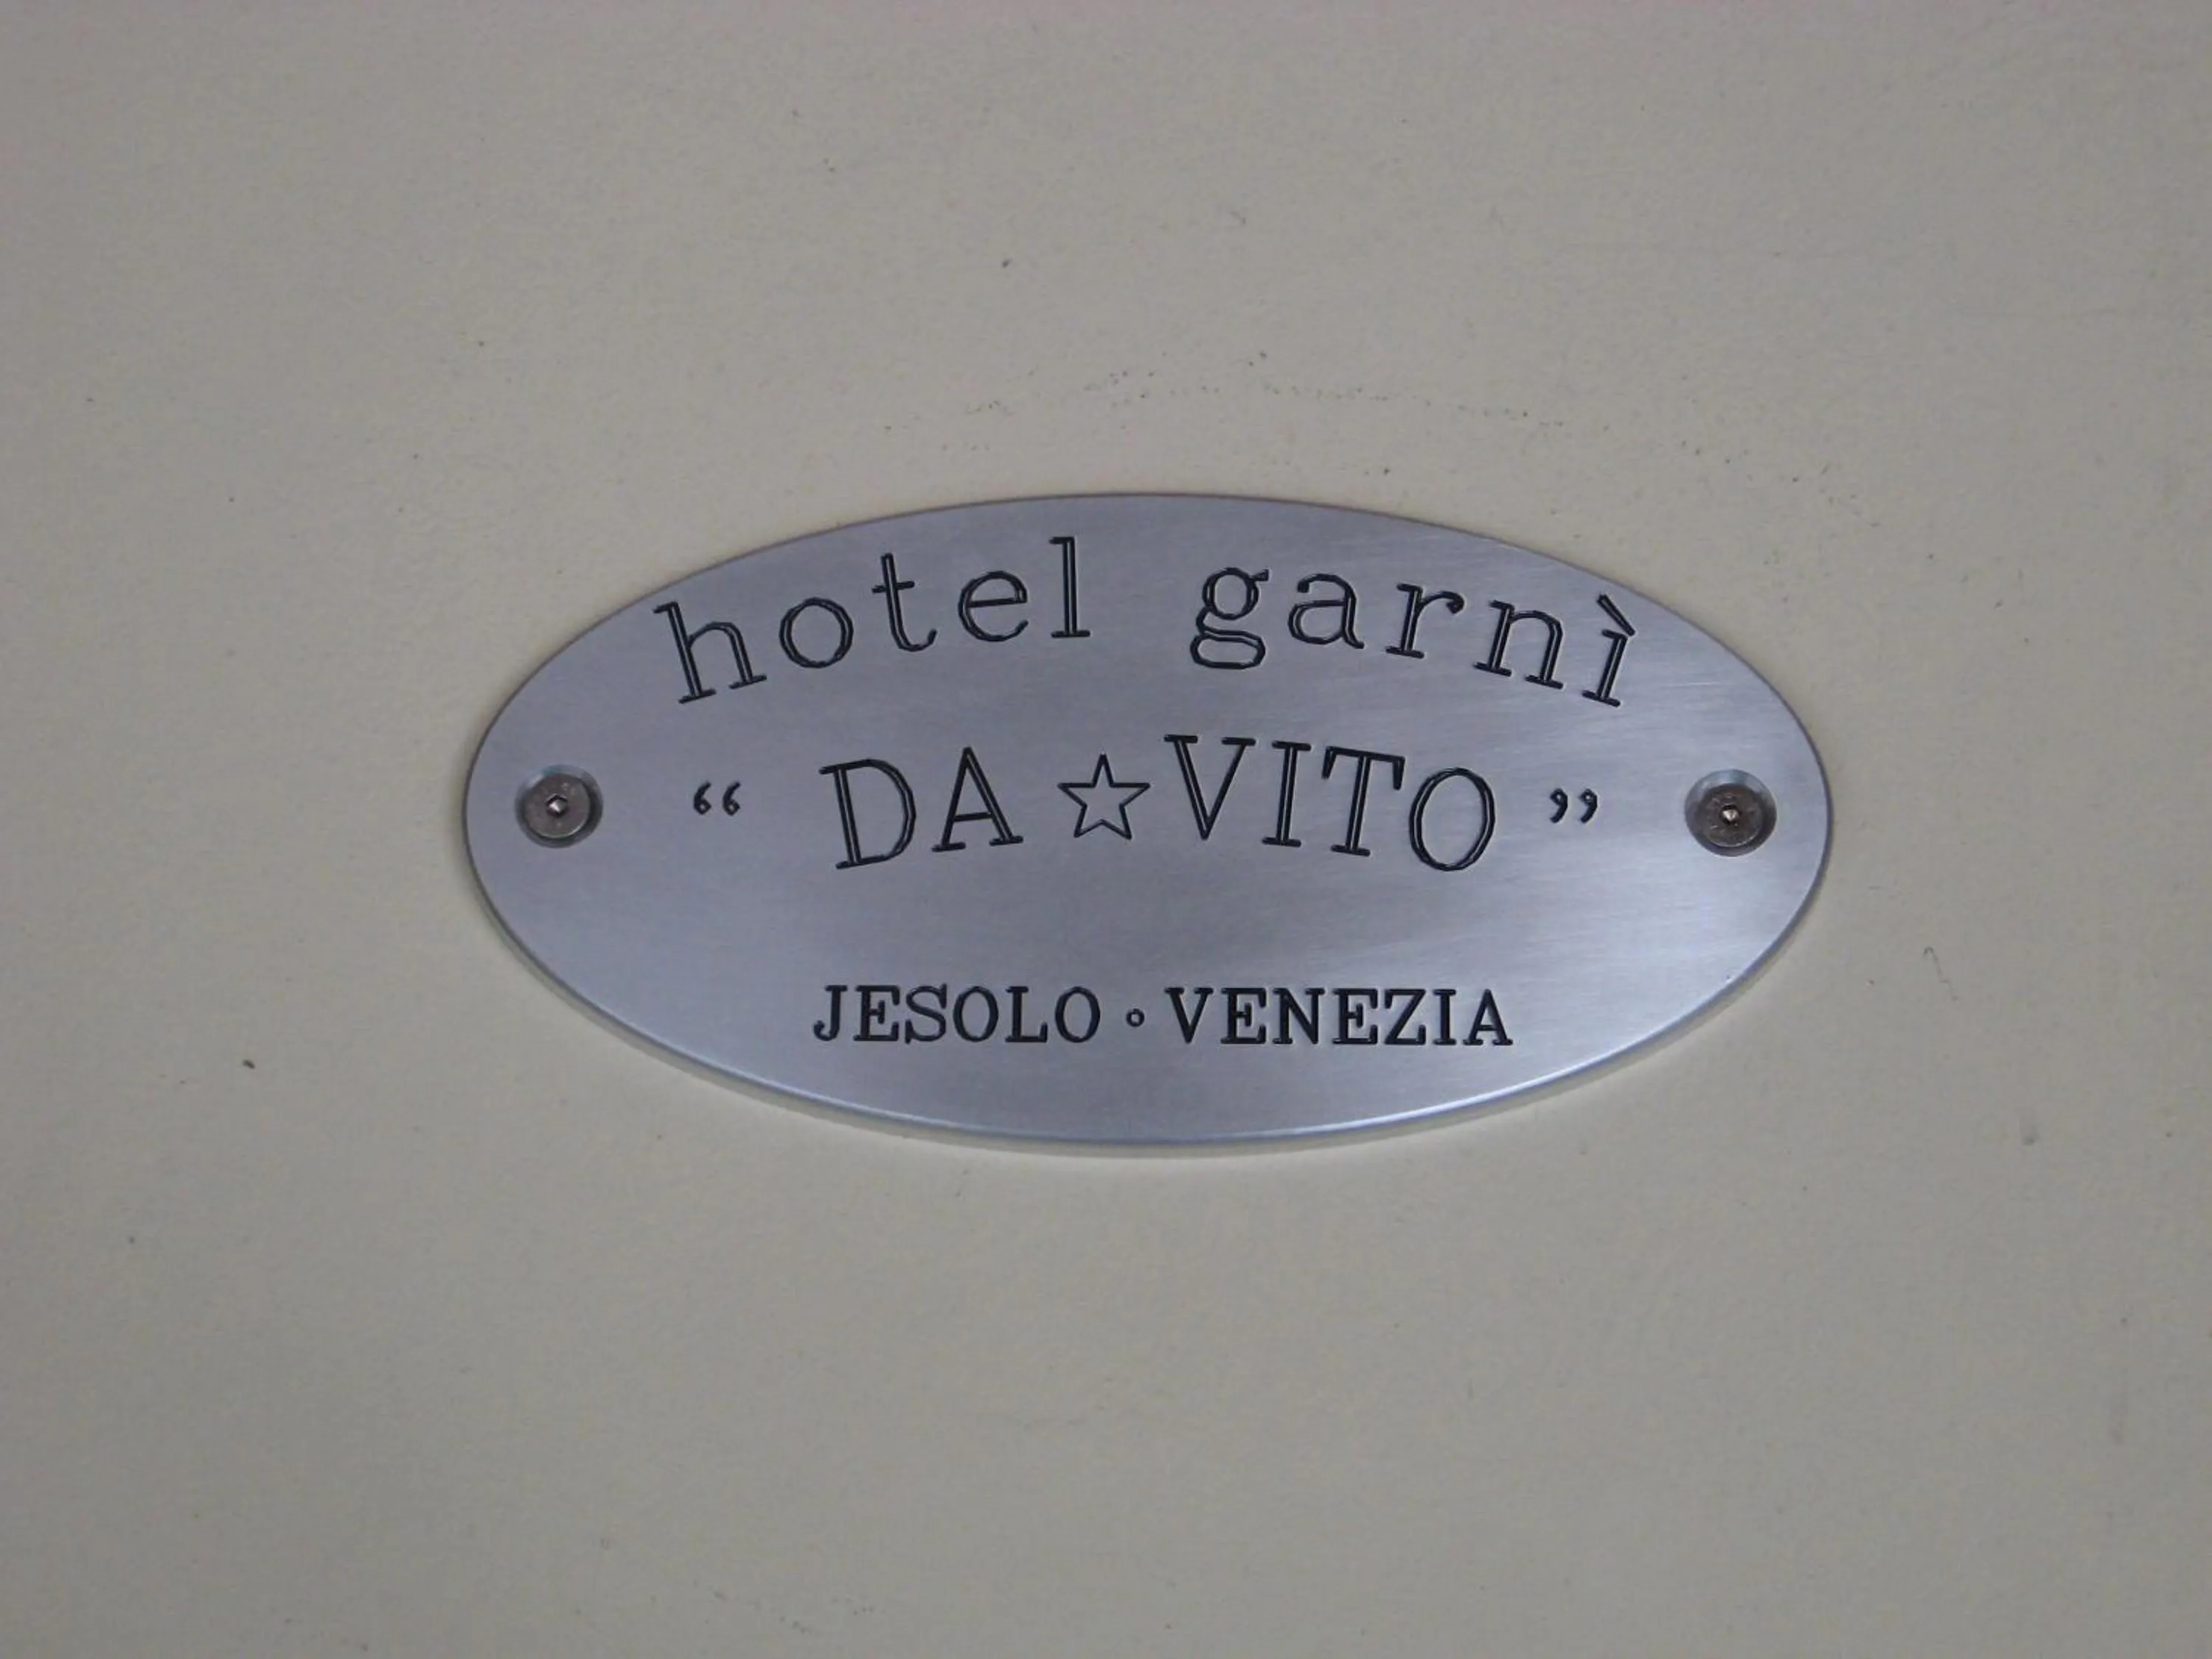 hotel garnì
“ DA ☆ VITO ”
JESOLO ◦ VENEZIA